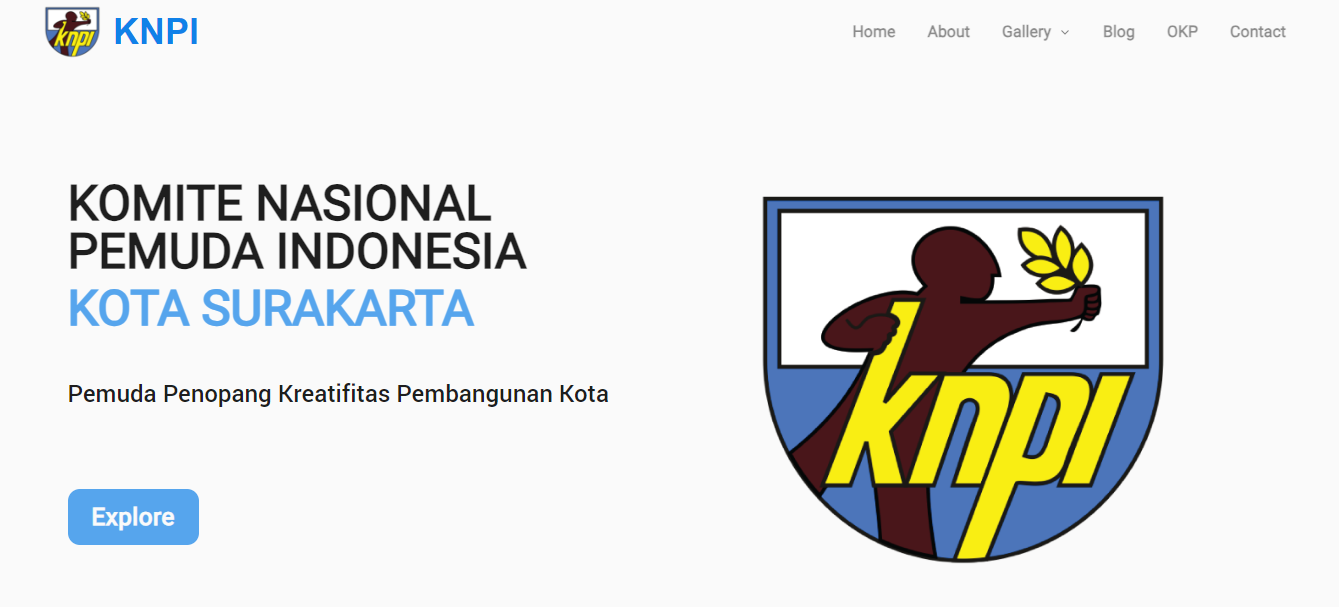 knpi
KNPI
Home
About
Gallery
Blog
OKP
Contact
KOMITE NASIONAL
PEMUDA INDONESIA
KOTA SURAKARTA
Pemuda Penopang Kreatifitas Pembangunan Kota
Explore
knpi